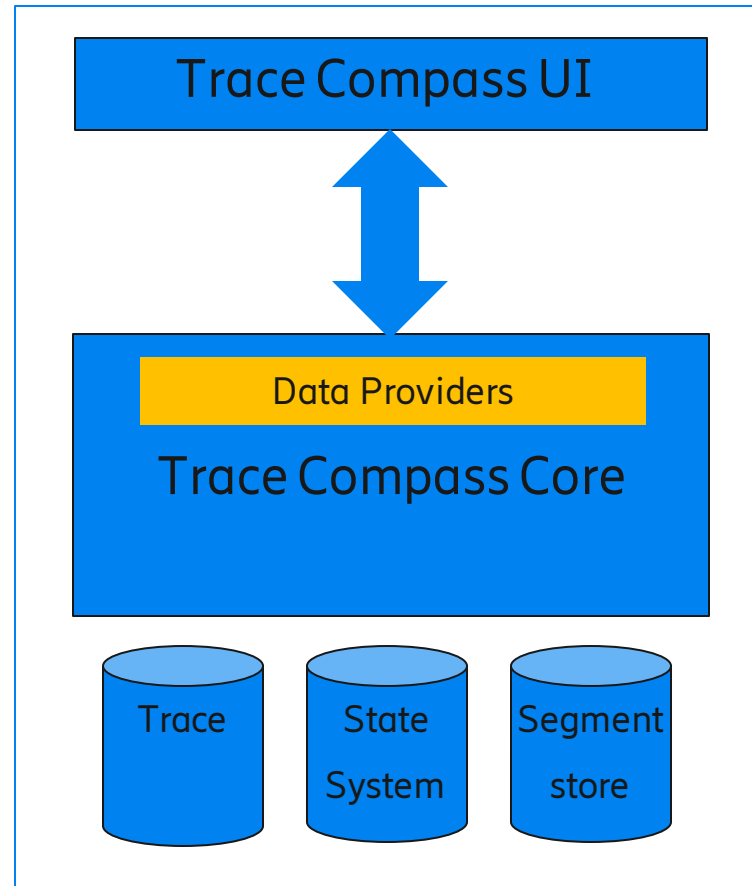 Trace Compass UI
Data Providers
Trace Compass Core
Trace
State
System
Segment
store